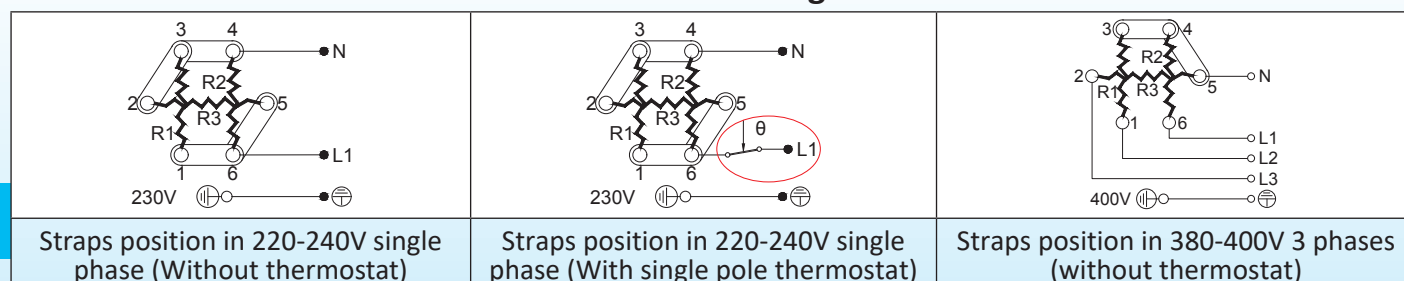 3 4
N
R2
2 5
R3
R1
1 6
L1
230V
Straps position in 220-240V single
phase (Without thermostat)
3 4
N
R2
2 5
R3
R1
θ
L1
1 6
230V
Straps position in 220-240V single
phase (With single pole thermostat)
3 4
R2
2 N
R1 R3 5
1 6
L1
L2
L3
400V
Straps position in 380-400V 3 phases
(without thermostat)